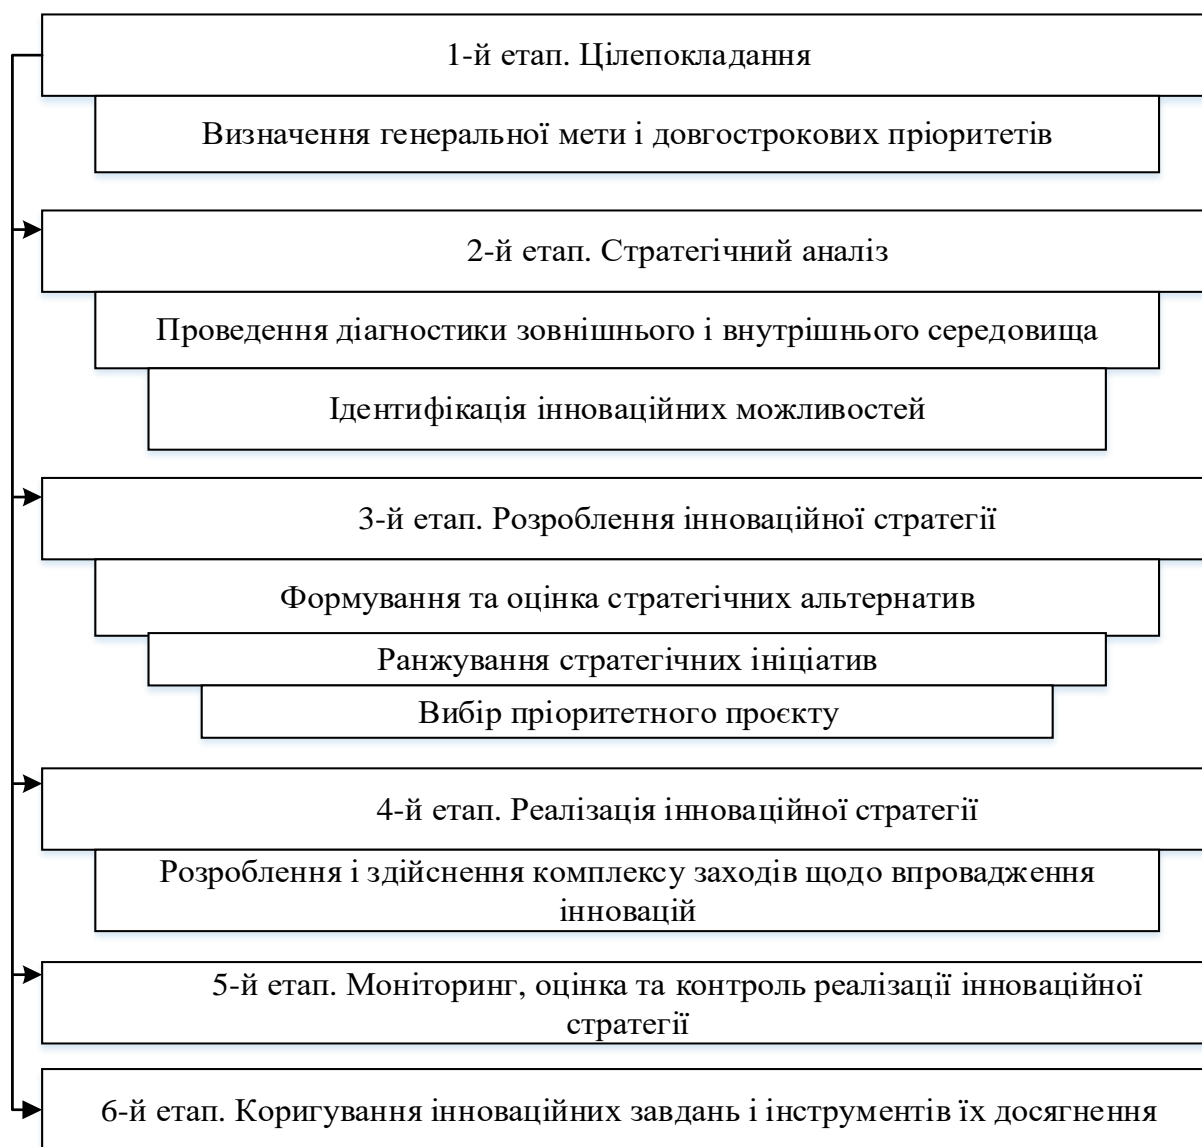 1-й етап. Цілепокладання
Визначення генеральної мети і довгострокових пріоритетів
2-й етап. Стратегічний аналіз
Проведення діагностики зовнішнього і внутрішнього середовища
Ідентифікація інноваційних можливостей
3-й етап. Розроблення інноваційної стратегії
Формування та оцінка стратегічних альтернатив
Ранжування стратегічних ініціатив
Вибір пріоритетного проєкту
4-й етап. Реалізація інноваційної стратегії
Розроблення і здійснення комплексу заходів щодо впровадження
інновацій
5-й етап. Моніторинг, оцінка та контроль реалізації інноваційної
стратегії
6-й етап. Коригування інноваційних завдань і інструментів їх досягнення